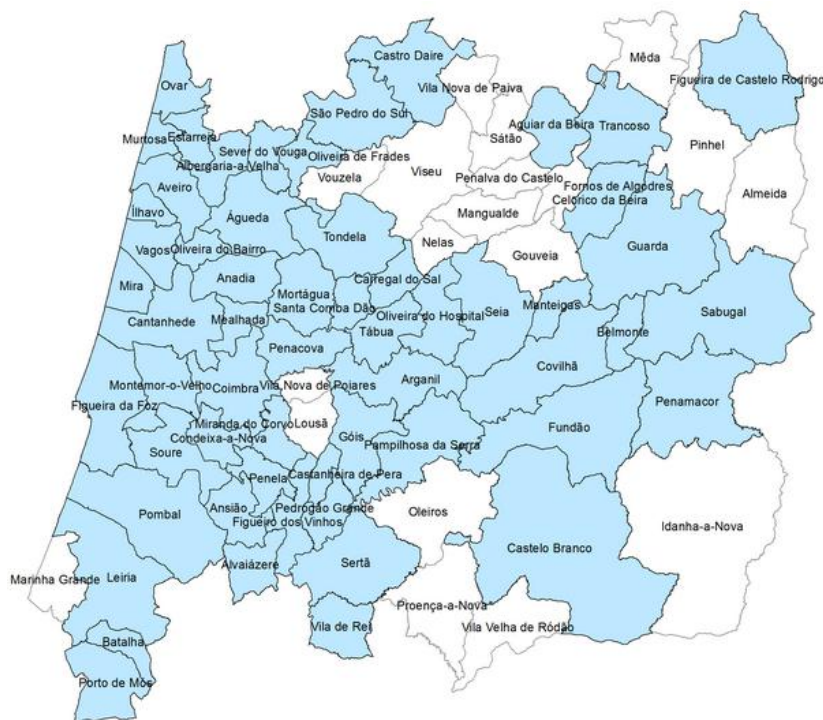 Castro Daire
Mêda
Figueira de Castelo Rodrigo
Ovar
Vila Nova de Paiva
São Pedro do Sul
Aguiar da Beira
Trancoso
Murtosa
Estarreja
Sever do Vouga
Sátão
Pinhel
Albergaria-a-Velha
Oliveira de Frades
Vouzela
Viseu
Penalva do Castelo
Fornos de Algodres
Almeida
Aveiro
Celorico da Beira
Ílhavo
Águeda
Mangualde
Tondela
Nelas
Guarda
Vagos
Oliveira do Bairro
Gouveia
Anadia
Carregal do Sal
Mira
Mortágua
Santa Comba Dão
Seia
Manteigas
Sabugal
Cantanhede
Mealhada
Oliveira do Hospital
Tábua
Belmonte
Penacova
Covilhã
Montemor-o-Velho
Coimbra
Vila Nova de Poiares
Arganil
Figueira da Foz
Penamacor
Miranda do Corvo
Lousã
Condeixa-a-Nova
Góis
Fundão
Soure
Pampilhosa da Serra
Penela
Castanheira de Pera
Ansião
Pedrógão Grande
Oleiros
Pombal
Figueiró dos Vinhos
Idanha-a-Nova
Castelo Branco
Alvaiázere
Sertã
Marinha Grande
Leiria
Proença-a-Nova
Vila de Rei
Vila Velha de Ródão
Batalha
Porto de Mós